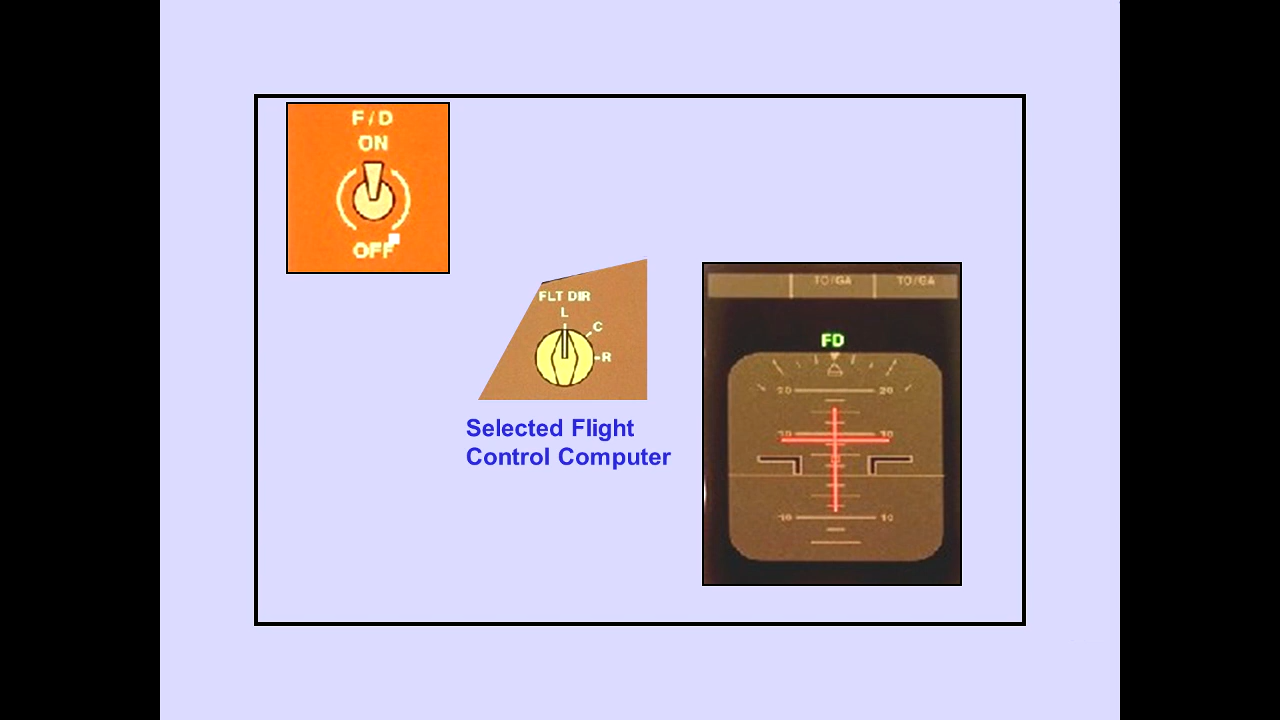 F/D
ON
OFF
FLT DIR
L
C
R
Selected Flight
Control Computer
TO/GA TO/GA
FD
20 20
10 10
10 10